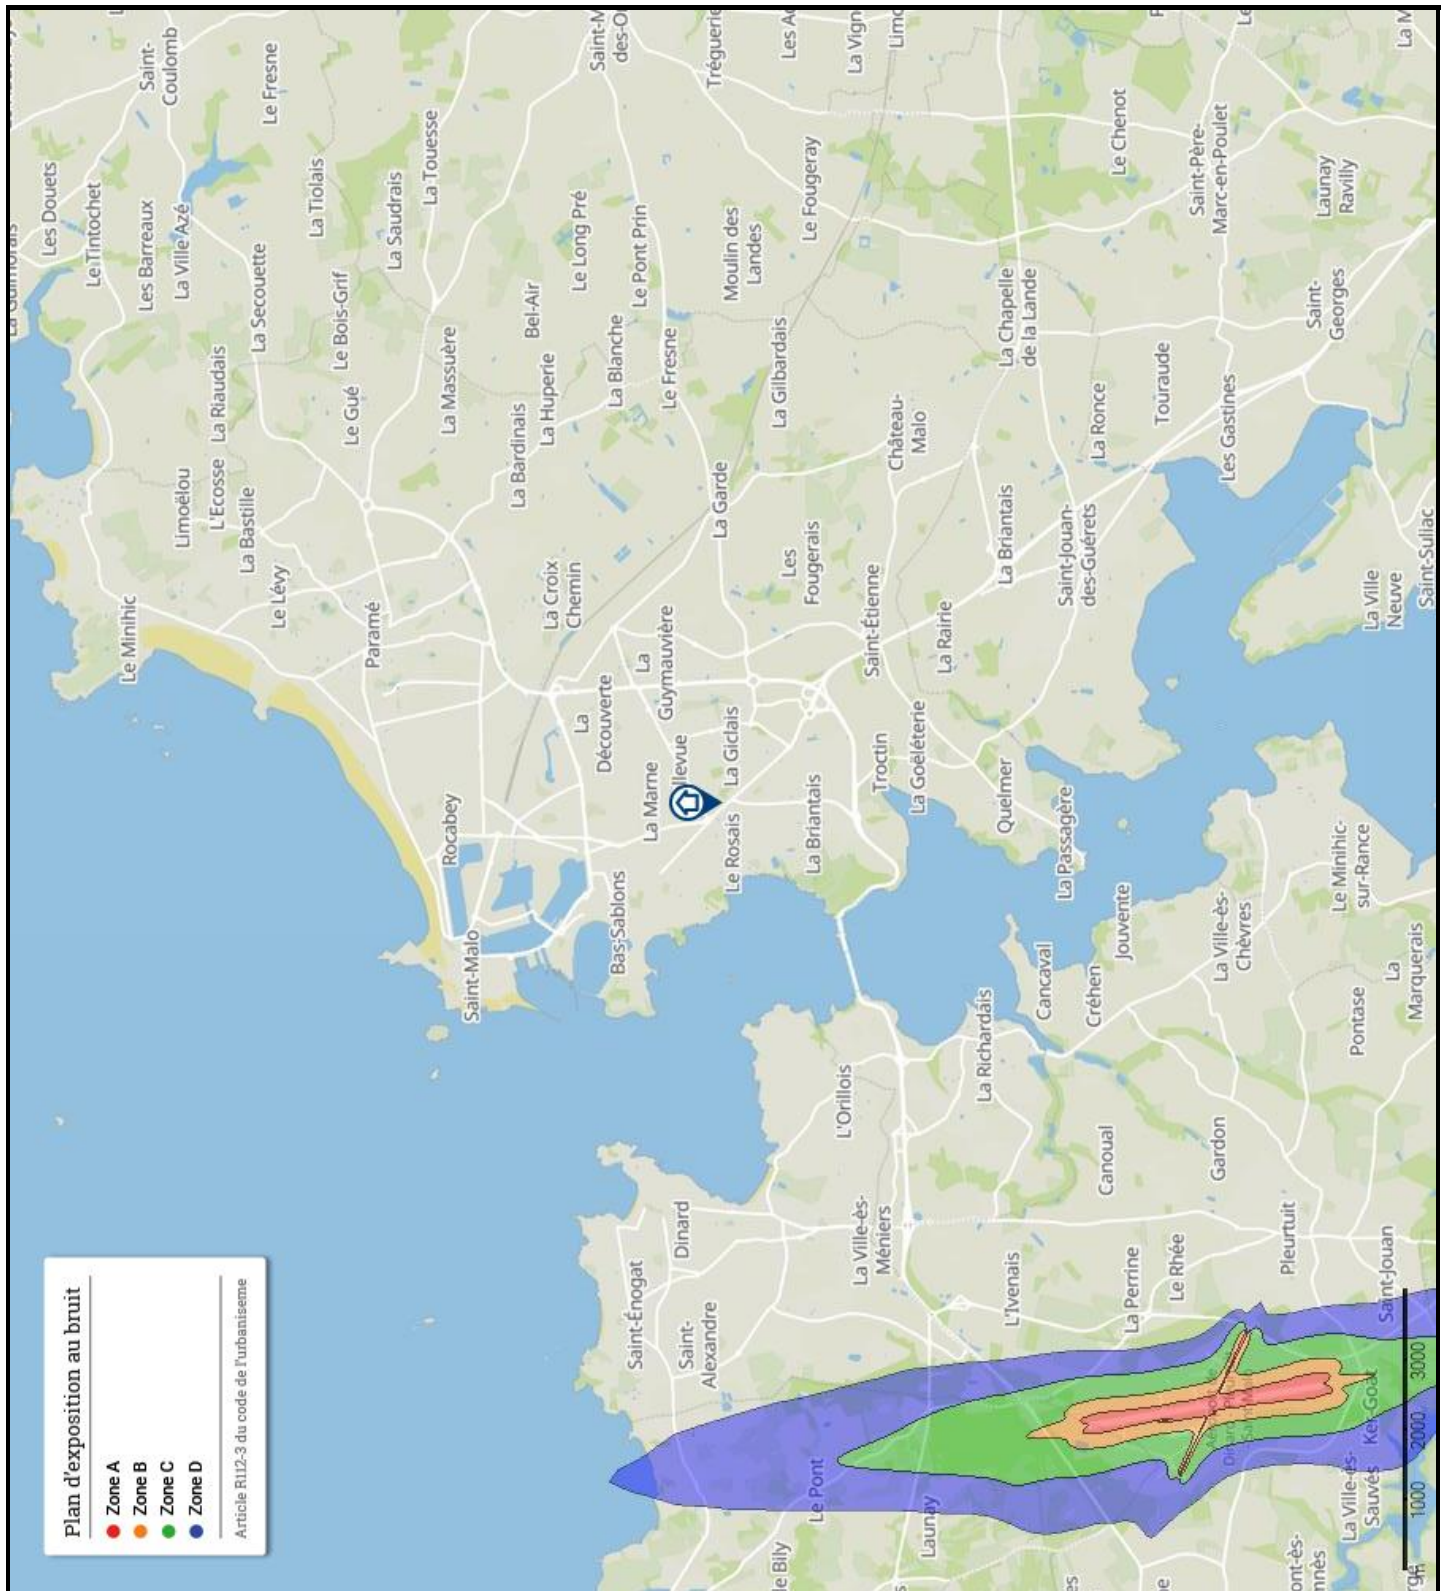 Plan d'exposition au bruit
Zone A
Zone B
Zone C
Zone D
Article R112-3 du code de l'urbaniseme
Les Douets
Le Tintochet
Le Minihic
Les Barreaux
Saint-
Coulomb
La Ville Azé
Limoëlou
L'Ecosse
La Riaudais
La Bastille
La Secouette
Le Fresne
Le Lévy
La Tiolais
Le Bois-Grif
Le Gué
Paramé
La Saudrais
La Touesse
La Massuère
Rocabey
Saint-Malo
La Bardinais
Bel-Air
La Huperie
La Croix
Chemin
Le Long Pré
La
Découverte
La Blanche
Bas-Sablons
Le Pont Prin
Saint-Énogat
La Marne
La
Guymauvière
Le Fresne
Dinard
Saint-
Alexandre
La Garde
La Giclais
Le Rosais
Moulin des
Landes
La Gilbardais
Les
Fougerais
Le Fougeray
La Briantais
Le Pont
L'Orillois
La Ville-ès-
Méniers
Saint-Étienne
Troctin
Château-
Malo
La Goëléterie
Launay
La Rairie
La Richardais
La Briantais
Quelmer
La Chapelle
de la Lande
L'Ivenais
Cancaval
La Passagère
Saint-Jouan-
des-Guérets
Créhen
La Ronce
Canoual
Jouvente
Le Chenot
La Perrine
Touraude
Le Rhée
Saint-Père-
Marc-en-Poulet
Gardon
La Ville-ès-
Chèvres
Les Gastines
Pleurtuit
Saint-
Georges
Launay
Ravilly
Le Minihic-
sur-Rance
La Ville-ès-
Sauvés
Pontase
Ker-Goat
La Ville
Neuve
Saint-Jouan
La
Marquerais
Saint-Suliac
1000
2000
3000